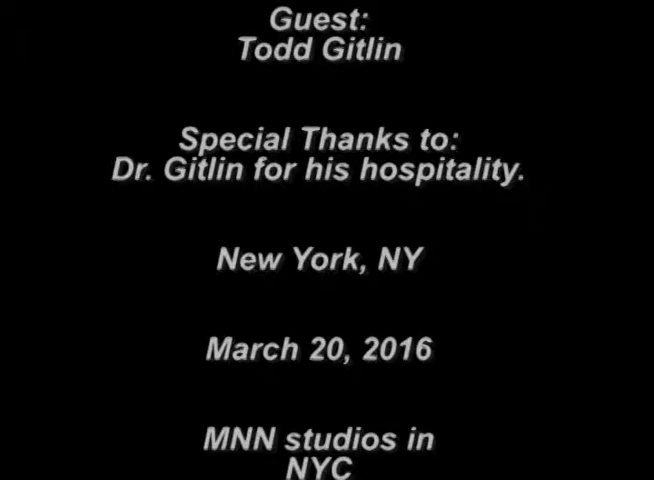 Guest:
Todd Gitlin
Special Thanks to:
Dr. Gitlin for his hospitality.
New York, NY
March 20, 2016
MNN studios in
NYC